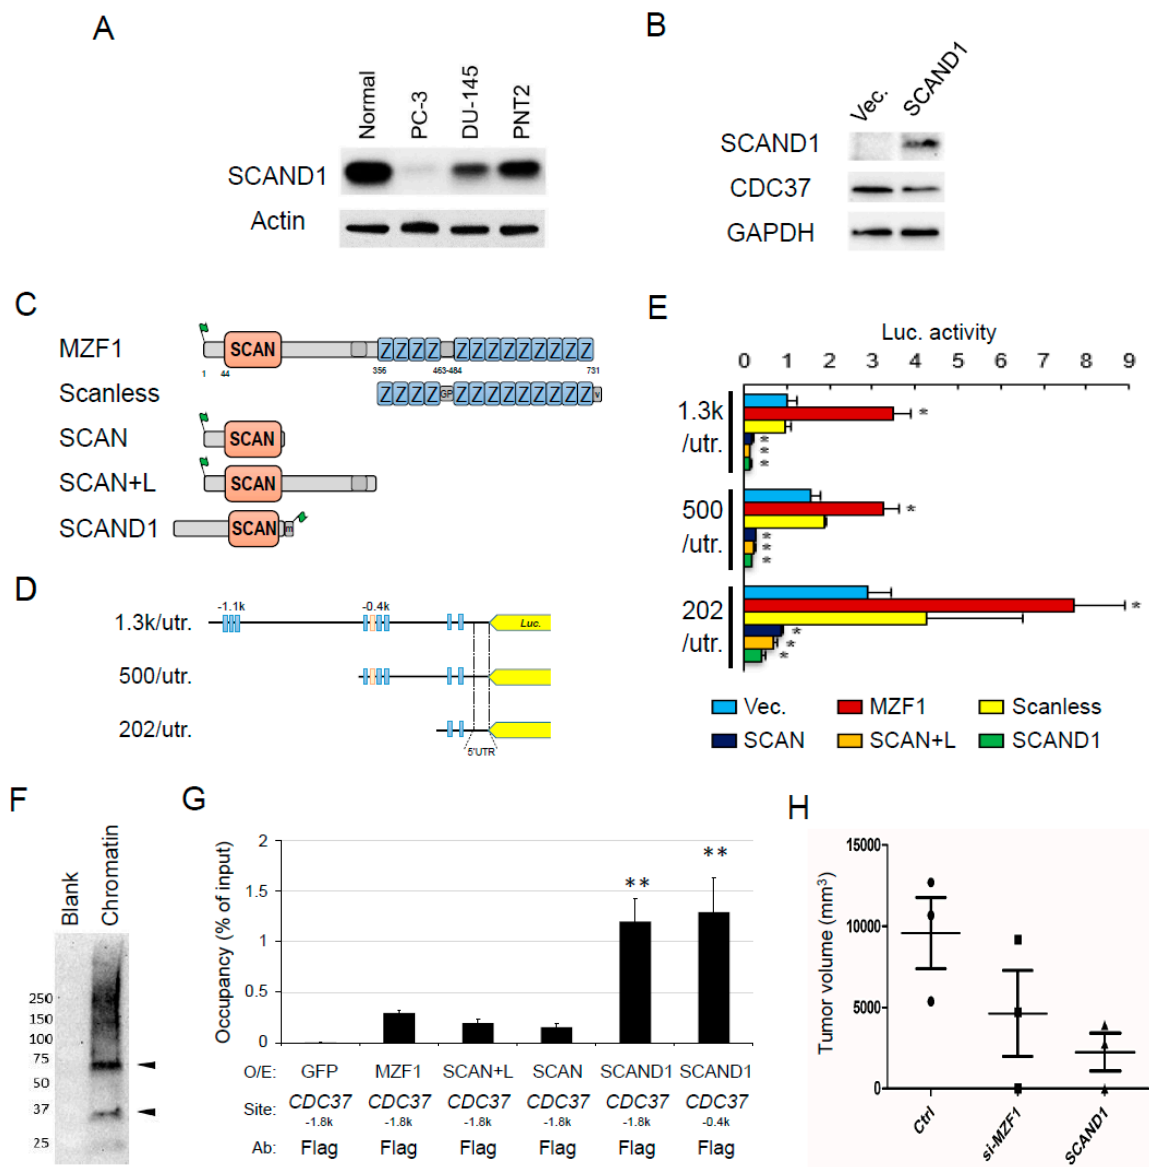 A
Normal
PC-3
DU-145
PNT2
SCAND1
Actin
B
Vec.
SCAND1
SCAND1
CDC37
GAPDH
C
MZF1
SCAN
Z Z Z Z Z Z Z Z Z Z Z Z Z
1 44 356 463-484 731
Scanless
Z Z Z Z GP Z Z Z Z Z Z Z Z Z V
SCAN
SCAN
SCAN+L
SCAN
SCAND1
SCAN m
D
-1.1k -0.4k
1.3k/utr.
Luc.
500/utr.
202/utr.
5'UTR
E
Luc. activity
0 1 2 3 4 5 6 7 8 9
1.3k
/utr.
*
*
*
*
500
/utr.
*
*
*
*
202
/utr.
*
*
*
*
Vec. MZF1 Scanless
SCAN SCAN+L SCAND1
F
Blank
Chromatin
250
150
100
75
50
37
25
G
Occupancy (% of input)
2
1.5
1
0.5
0
** **
O/E: GFP MZF1 SCAN+L SCAN SCAND1 SCAND1
Site: CDC37 CDC37 CDC37 CDC37 CDC37 CDC37
-1.8k -1.8k -1.8k -1.8k -1.8k -0.4k
Ab: Flag Flag Flag Flag Flag Flag
H
Tumor volume (mm³)
15000
10000
5000
0
Ctrl
si-MZF1
SCAND1